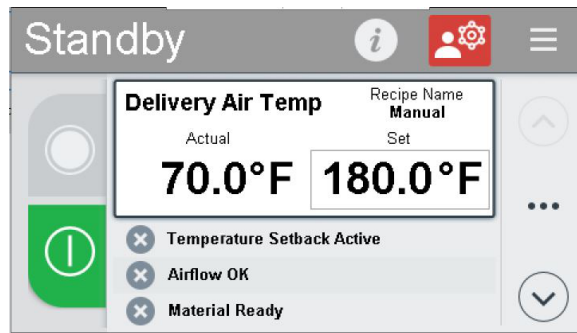 Standby
Delivery Air Temp
Recipe Name
Manual
Actual
Set
70.0°F
180.0°F
Temperature Setback Active
Airflow OK
Material Ready